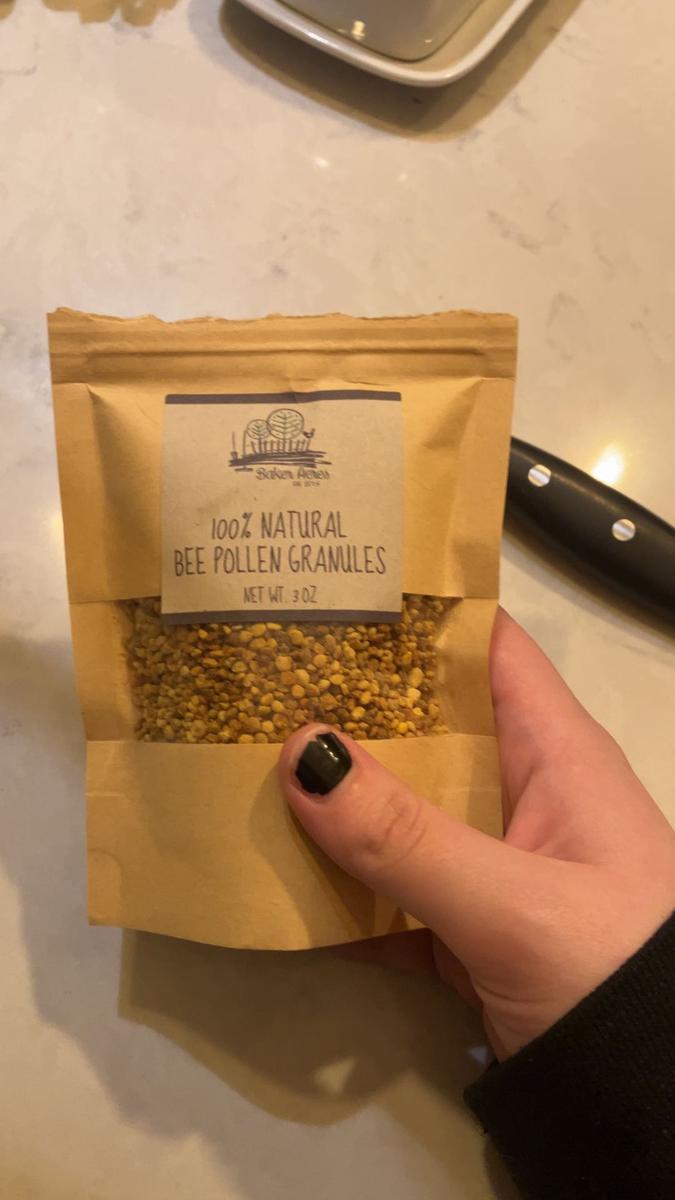 Baker Acres
100% NATURAL
BEE POLLEN GRANULES
NET WT. 3 OZ